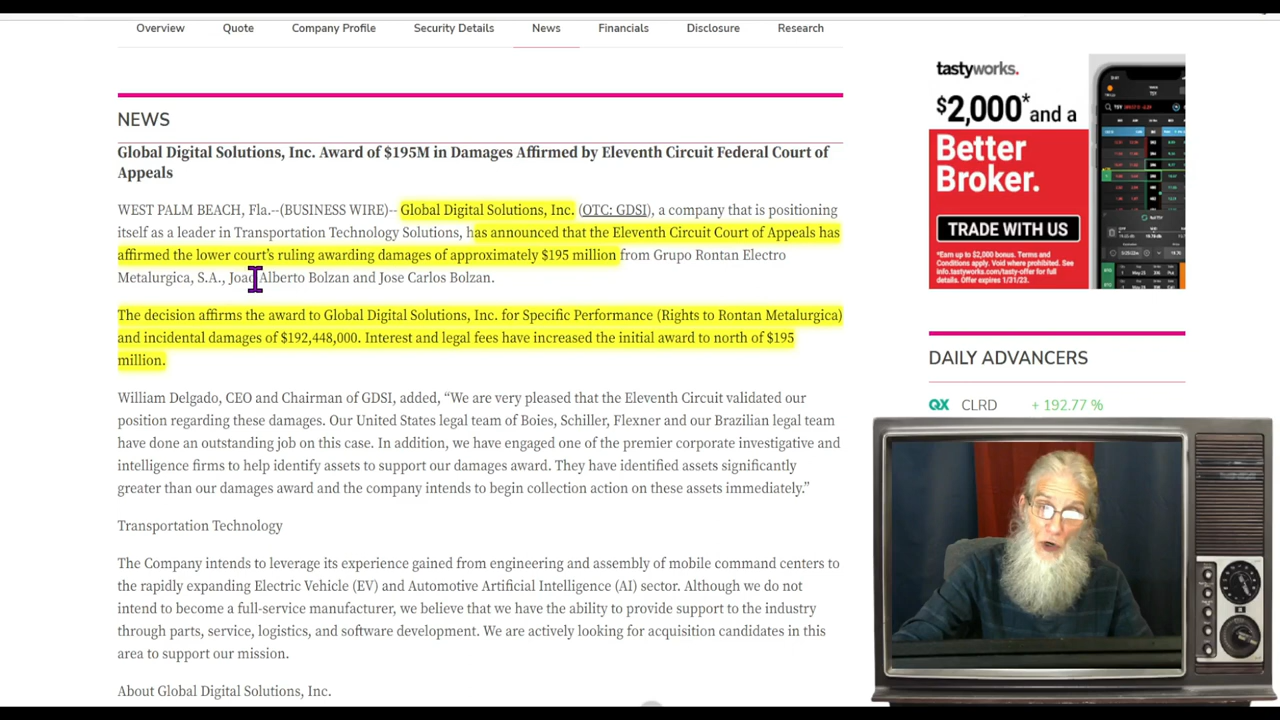 Overview Quote Company Profile Security Details News Financials Disclosure Research
NEWS
Global Digital Solutions, Inc. Award of $195M in Damages Affirmed by Eleventh Circuit Federal Court of
Appeals
WEST PALM BEACH, Fla.--(BUSINESS WIRE)-- Global Digital Solutions, Inc. (OTC: GDSI), a company that is positioning
itself as a leader in Transportation Technology Solutions, has announced that the Eleventh Circuit Court of Appeals has
affirmed the lower court’s ruling awarding damages of approximately $195 million from Grupo Rontan Electro
Metalurgica, S.A., Joao Alberto Bolzan and Jose Carlos Bolzan.
The decision affirms the award to Global Digital Solutions, Inc. for Specific Performance (Rights to Rontan Metalurgica)
and incidental damages of $192,448,000. Interest and legal fees have increased the initial award to north of $195
million.
William Delgado, CEO and Chairman of GDSI, added, “We are very pleased that the Eleventh Circuit validated our
position regarding these damages. Our United States legal team of Boies, Schiller, Flexner and our Brazilian legal team
have done an outstanding job on this case. In addition, we have engaged one of the premier corporate investigative and
intelligence firms to help identify assets to support our damages award. They have identified assets significantly
greater than our damages award and the company intends to begin collection action on these assets immediately.”
Transportation Technology
The Company intends to leverage its experience gained from engineering and assembly of mobile command centers to
the rapidly expanding Electric Vehicle (EV) and Automotive Artificial Intelligence (AI) sector. Although we do not
intend to become a full-service manufacturer, we believe that we have the ability to provide support to the industry
through parts, service, logistics, and software development. We are actively looking for acquisition candidates in this
area to support our mission.
About Global Digital Solutions, Inc.
tastyworks.
$2,000* and a
Better
Broker.
TRADE WITH US
*Earn up to $2,000 bonus. Terms and
Conditions apply. Void where prohibited. See
info.tastyworks.com/tasty-offer for full
details. Offer expires 1/31/23.
DAILY ADVANCERS
QX CLRD + 192.77 %